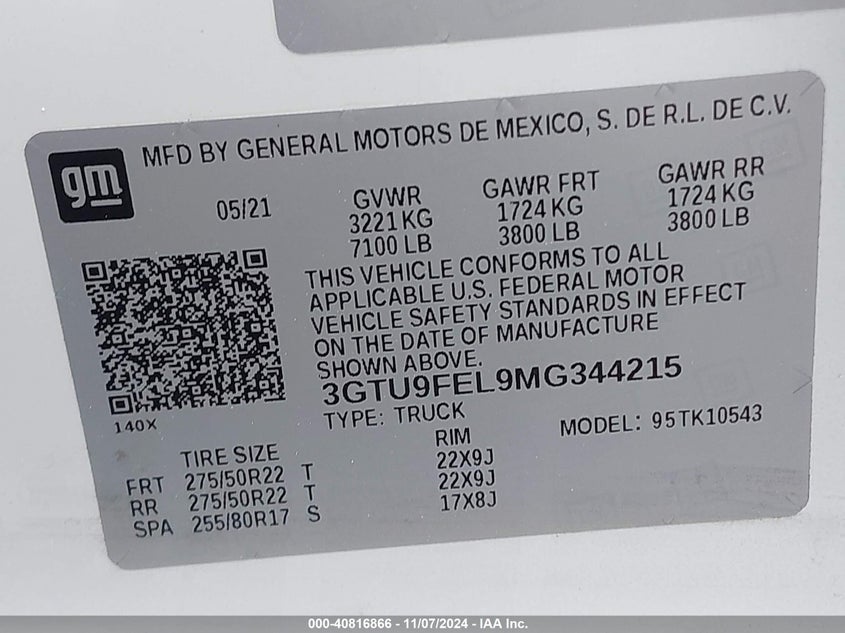 gm
MFD BY GENERAL MOTORS DE MEXICO, S. DE R.L. DE C.V.
05/21
GVWR
3221 KG
7100 LB
GAWR FRT
1724 KG
3800 LB
GAWR RR
1724 KG
3800 LB
THIS VEHICLE CONFORMS TO ALL
APPLICABLE U.S. FEDERAL MOTOR
VEHICLE SAFETY STANDARDS IN EFFECT
ON THE DATE OF MANUFACTURE
SHOWN ABOVE.
3GTU9FEL9MG344215
140X
TYPE: TRUCK
MODEL: 95TK10543
TIRE SIZE RIM
FRT 275/50R22 T 22X9J
RR 275/50R22 T 22X9J
SPA 255/80R17 S 17X8J
000-40816866 - 11/07/2024 - IAA Inc.